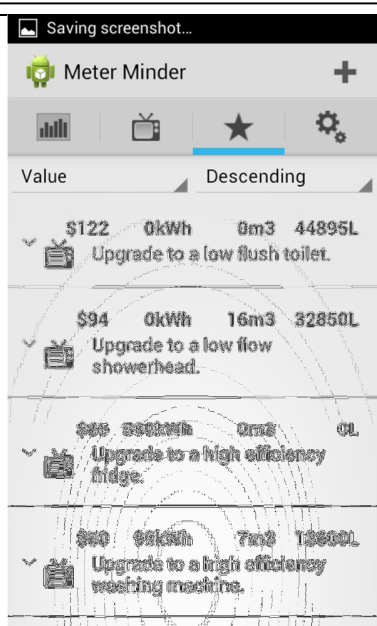 Saving screenshot...
Meter Minder
Value Descending
$122 0kWh 0m3 44895L
Upgrade to a low flush toilet.
$94 0kWh 16m3 32850L
Upgrade to a low flow
showerhead.
0m3 0L
Upgrade to a high efficiency
fridge.
7m3
Upgrade to a high efficiency
washing machine.